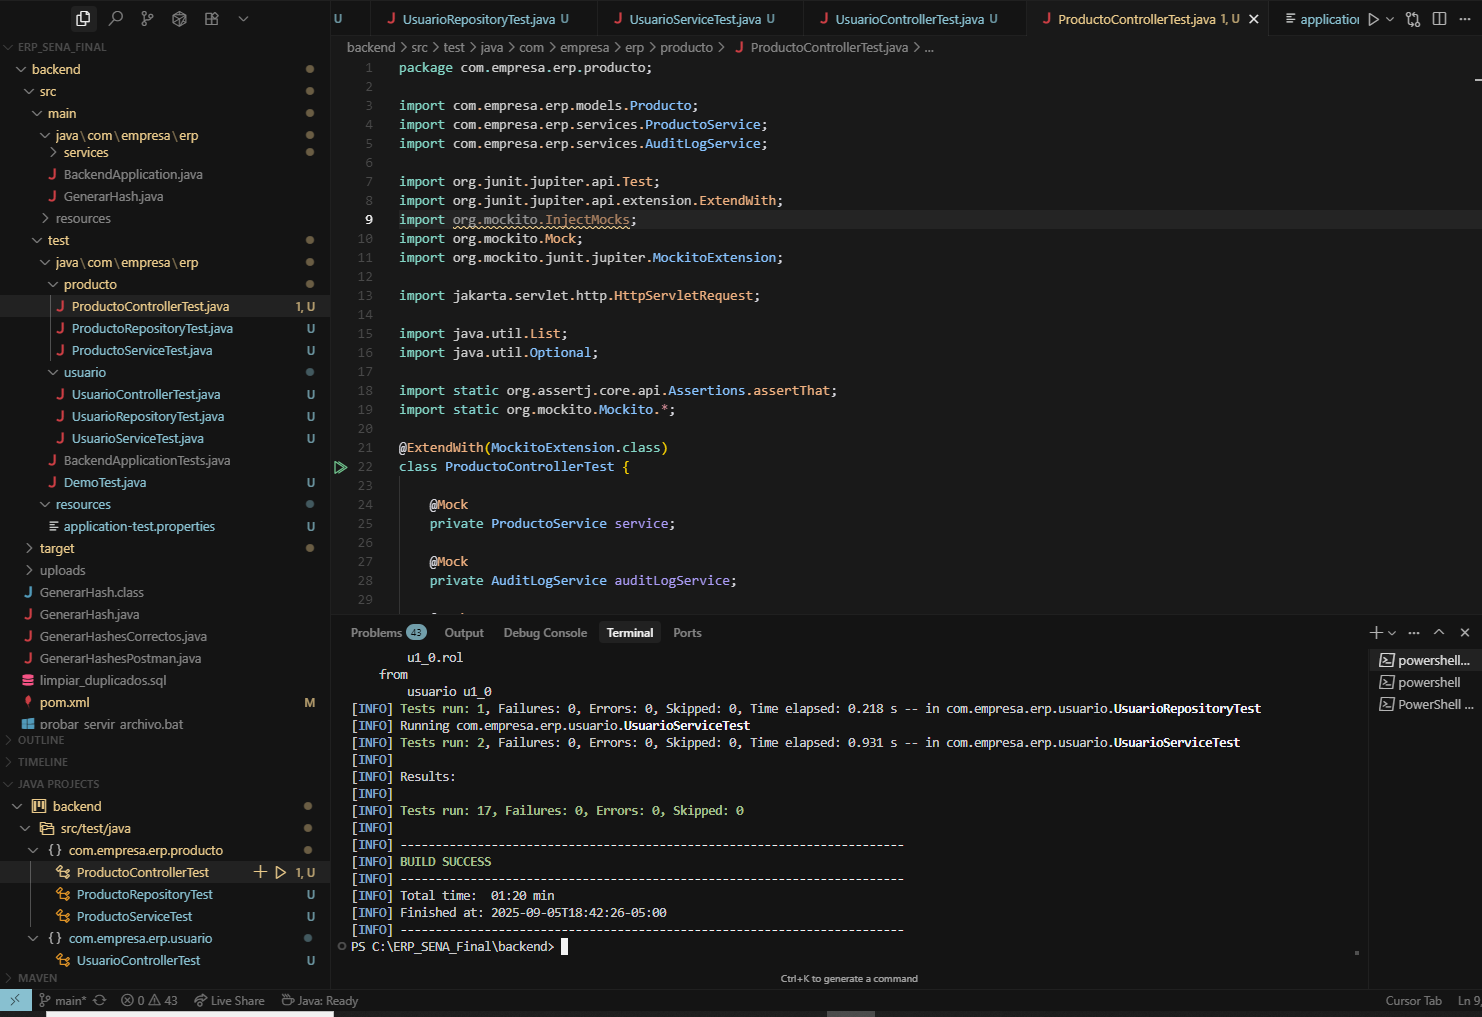 U
UsuarioRepositoryTest.java U
UsuarioServiceTest.java U
UsuarioControllerTest.java U
ProductoControllerTest.java 1, U
application
ERP_SENA_FINAL
backend
src
main
java\com\empresa\erp
services
BackendApplication.java
GenerarHash.java
resources
test
java\com\empresa\erp
producto
ProductoControllerTest.java 1, U
ProductoRepositoryTest.java U
ProductoServiceTest.java U
usuario
UsuarioControllerTest.java U
UsuarioRepositoryTest.java U
UsuarioServiceTest.java U
BackendApplicationTests.java
DemoTest.java U
resources
application-test.properties U
target
uploads
GenerarHash.class
GenerarHash.java
GenerarHashesCorrectos.java
GenerarHashesPostman.java
limpiar_duplicados.sql
pom.xml M
probar servir archivo.bat
OUTLINE
TIMELINE
JAVA PROJECTS
backend
src/test/java
{} com.empresa.erp.producto
ProductoControllerTest 1, U
ProductoRepositoryTest U
ProductoServiceTest U
{} com.empresa.erp.usuario
UsuarioControllerTest U
MAVEN
backend > src > test > java > com > empresa > erp > producto > ProductoControllerTest.java > ...
1 package com.empresa.erp.producto;
2
3 import com.empresa.erp.models.Producto;
4 import com.empresa.erp.services.ProductoService;
5 import com.empresa.erp.services.AuditLogService;
6
7 import org.junit.jupiter.api.Test;
8 import org.junit.jupiter.api.extension.ExtendWith;
9 import org.mockito.InjectMocks;
10 import org.mockito.Mock;
11 import org.mockito.junit.jupiter.MockitoExtension;
12
13 import jakarta.servlet.http.HttpServletRequest;
14
15 import java.util.List;
16 import java.util.Optional;
17
18 import static org.assertj.core.api.Assertions.assertThat;
19 import static org.mockito.Mockito.*;
20
21 @ExtendWith(MockitoExtension.class)
22 class ProductoControllerTest {
23
24 @Mock
25 private ProductoService service;
26
27 @Mock
28 private AuditLogService auditLogService;
29
Problems 43
Output
Debug Console
Terminal
Ports
u1_0.rol
from
usuario u1_0
[INFO] Tests run: 1, Failures: 0, Errors: 0, Skipped: 0, Time elapsed: 0.218 s -- in com.empresa.erp.usuario.UsuarioRepositoryTest
[INFO] Running com.empresa.erp.usuario.UsuarioServiceTest
[INFO] Tests run: 2, Failures: 0, Errors: 0, Skipped: 0, Time elapsed: 0.931 s -- in com.empresa.erp.usuario.UsuarioServiceTest
[INFO]
[INFO] Results:
[INFO]
[INFO] Tests run: 17, Failures: 0, Errors: 0, Skipped: 0
[INFO]
[INFO] ------------------------------------------------------------------------
[INFO] BUILD SUCCESS
[INFO] ------------------------------------------------------------------------
[INFO] Total time:  01:20 min
[INFO] Finished at: 2025-09-05T18:42:26-05:00
[INFO] ------------------------------------------------------------------------
PS C:\ERP_SENA_Final\backend>
Ctrl+K to generate a command
powershell...
powershell
PowerShell ...
main*
0 43
Live Share
Java: Ready
Cursor Tab
Ln 9,